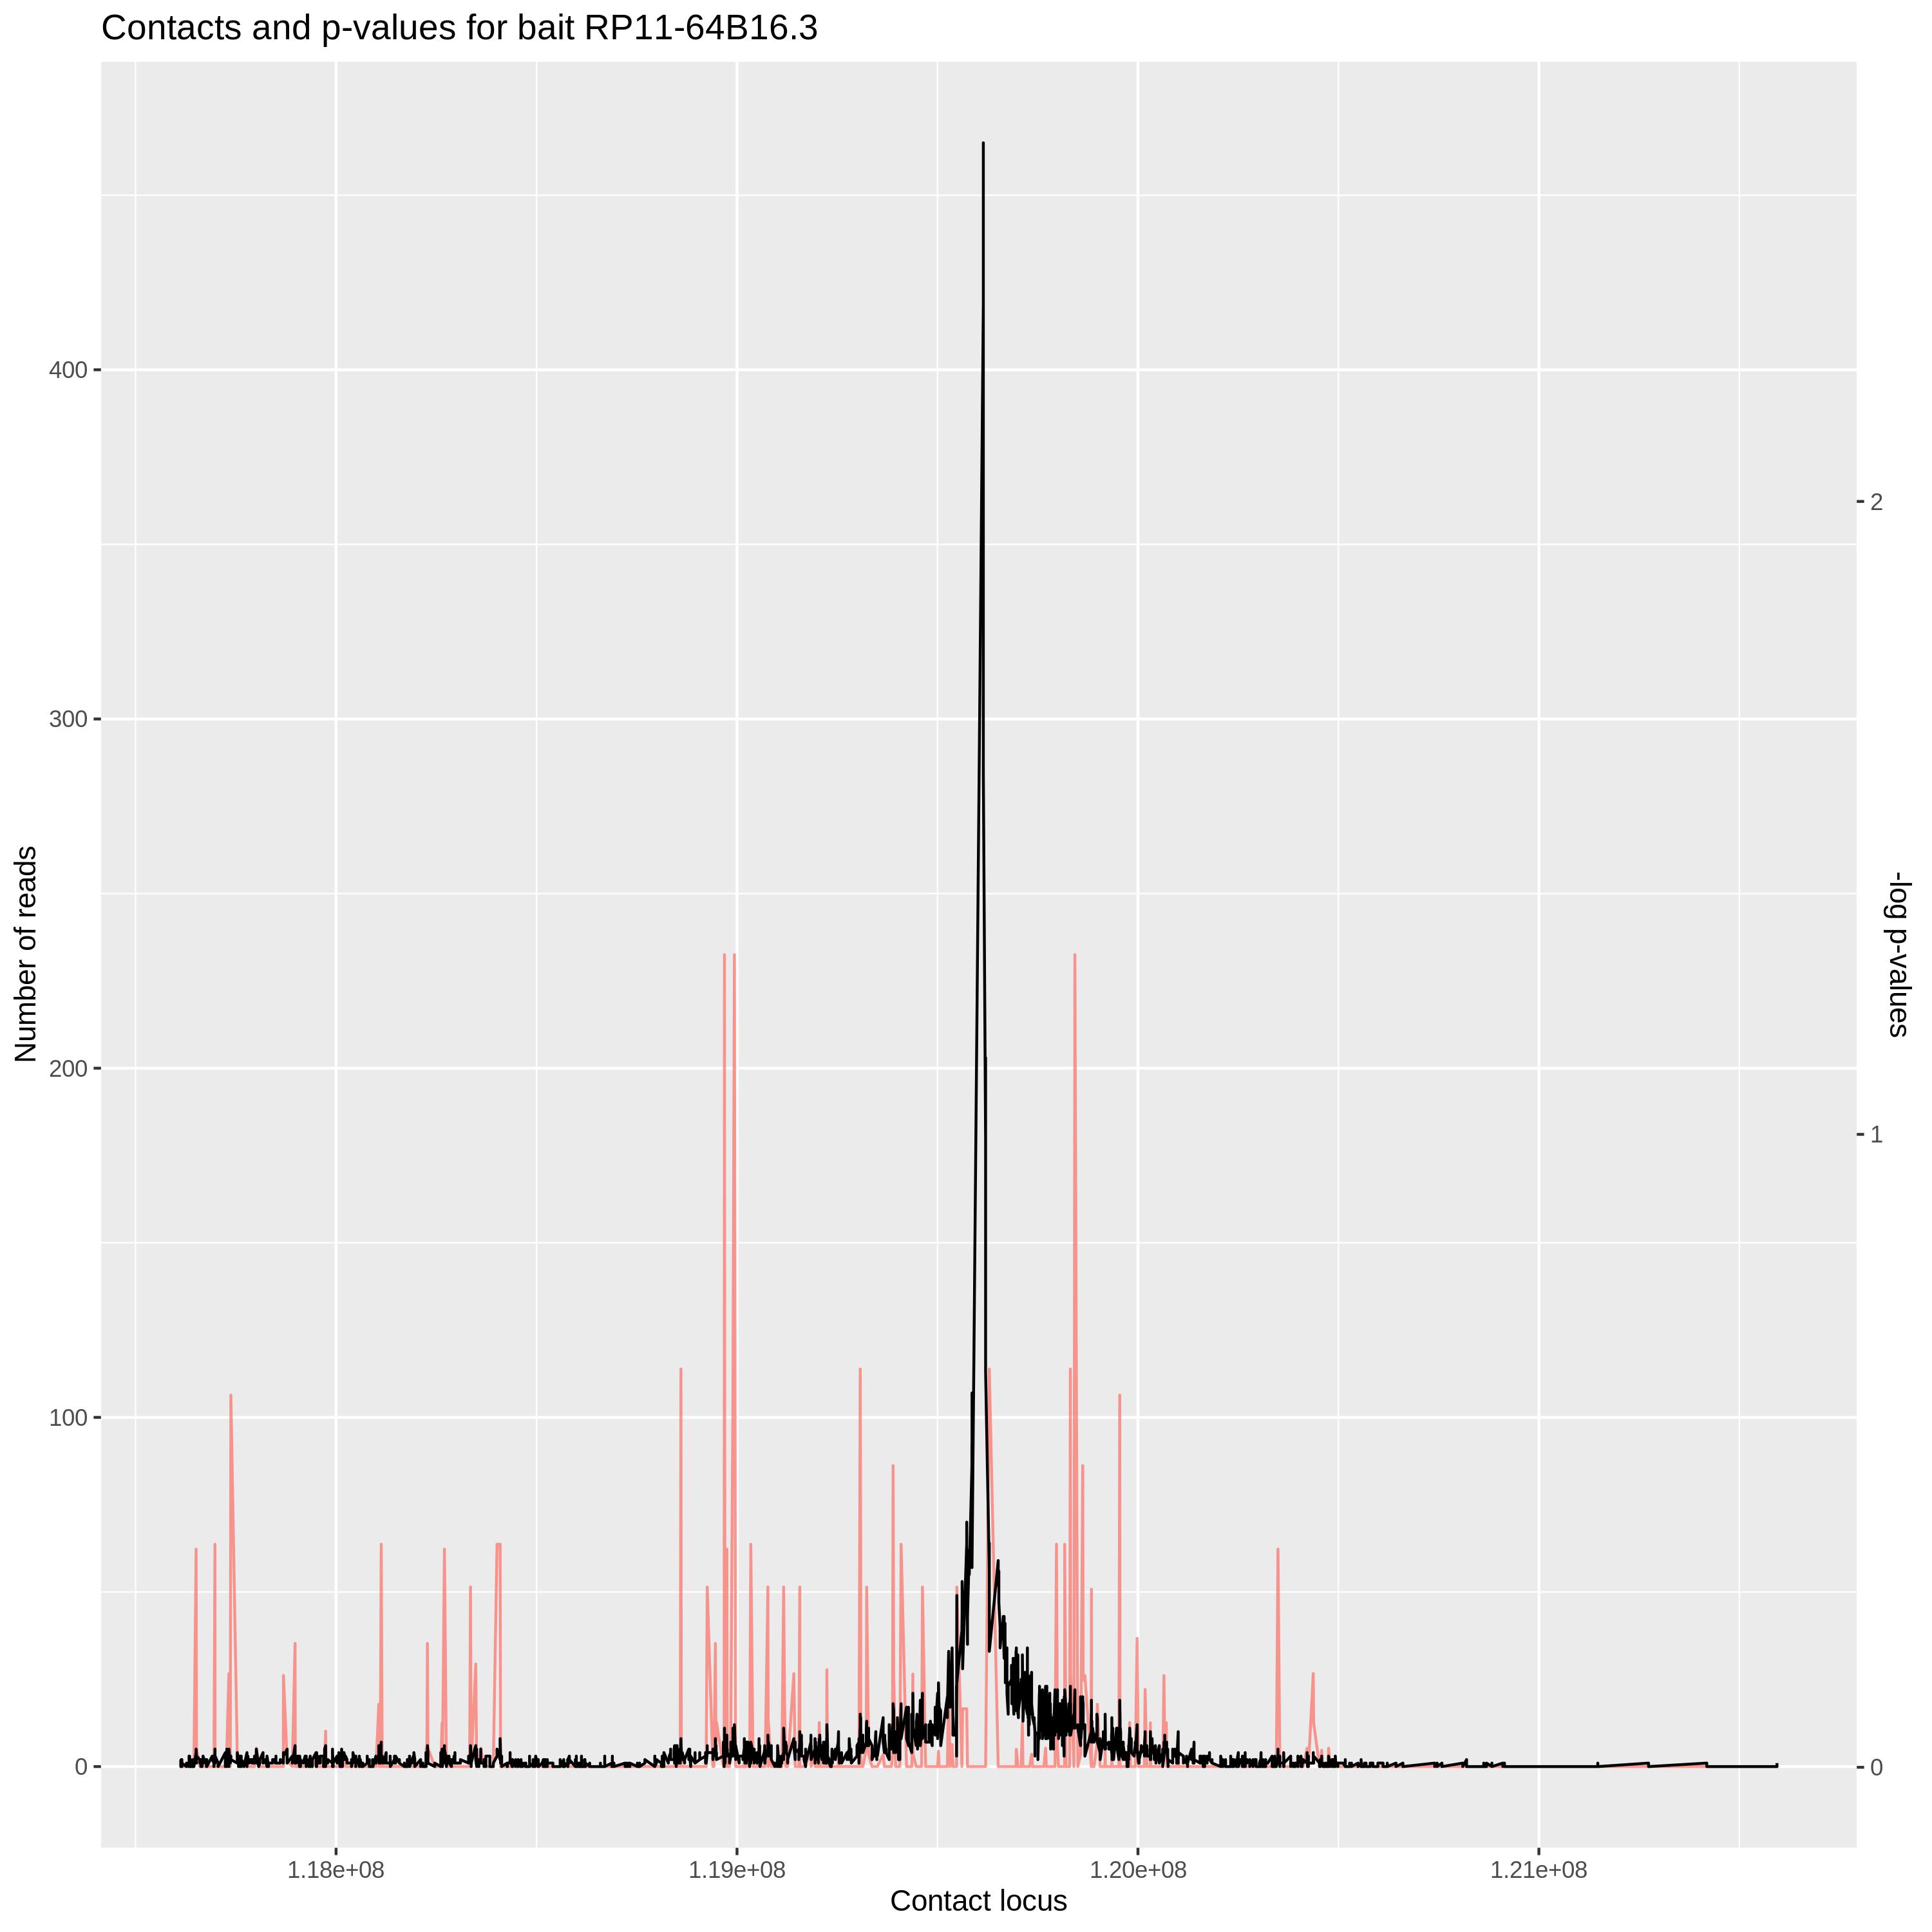 Contacts and p-values for bait RP11-64B16.3
Number of reads
400
300
200
100
0
2
1
0
-log p-values
1.18e+08
1.19e+08
1.20e+08
1.21e+08
Contact locus